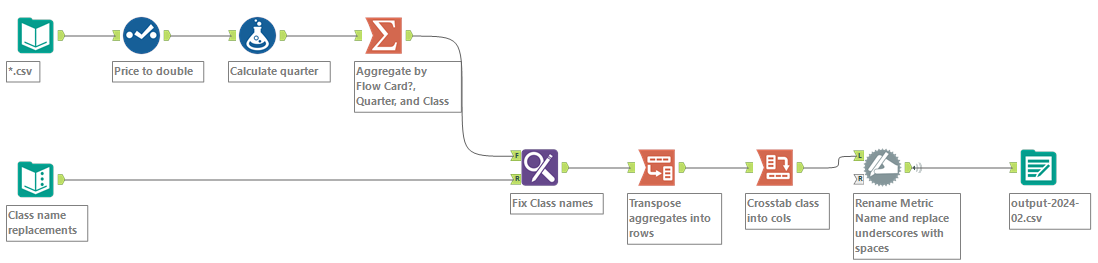 *.csv
Price to double
Calculate quarter
Aggregate by
Flow Card?,
Quarter, and Class
F
R
Class name
replacements
Fix Class names
Transpose
aggregates into
rows
Crosstab class
into cols
L
R
Rename Metric
Name and replace
underscores with
spaces
output-2024-
02.csv